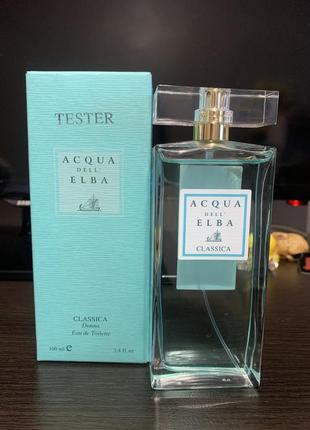 TESTER
ACQUA
DELL'
ELBA
CLASSICA
Donna
Eau de Toilette
100 ml e 3.4 fl.oz
ACQUA
DELL'
ELBA
CLASSICA